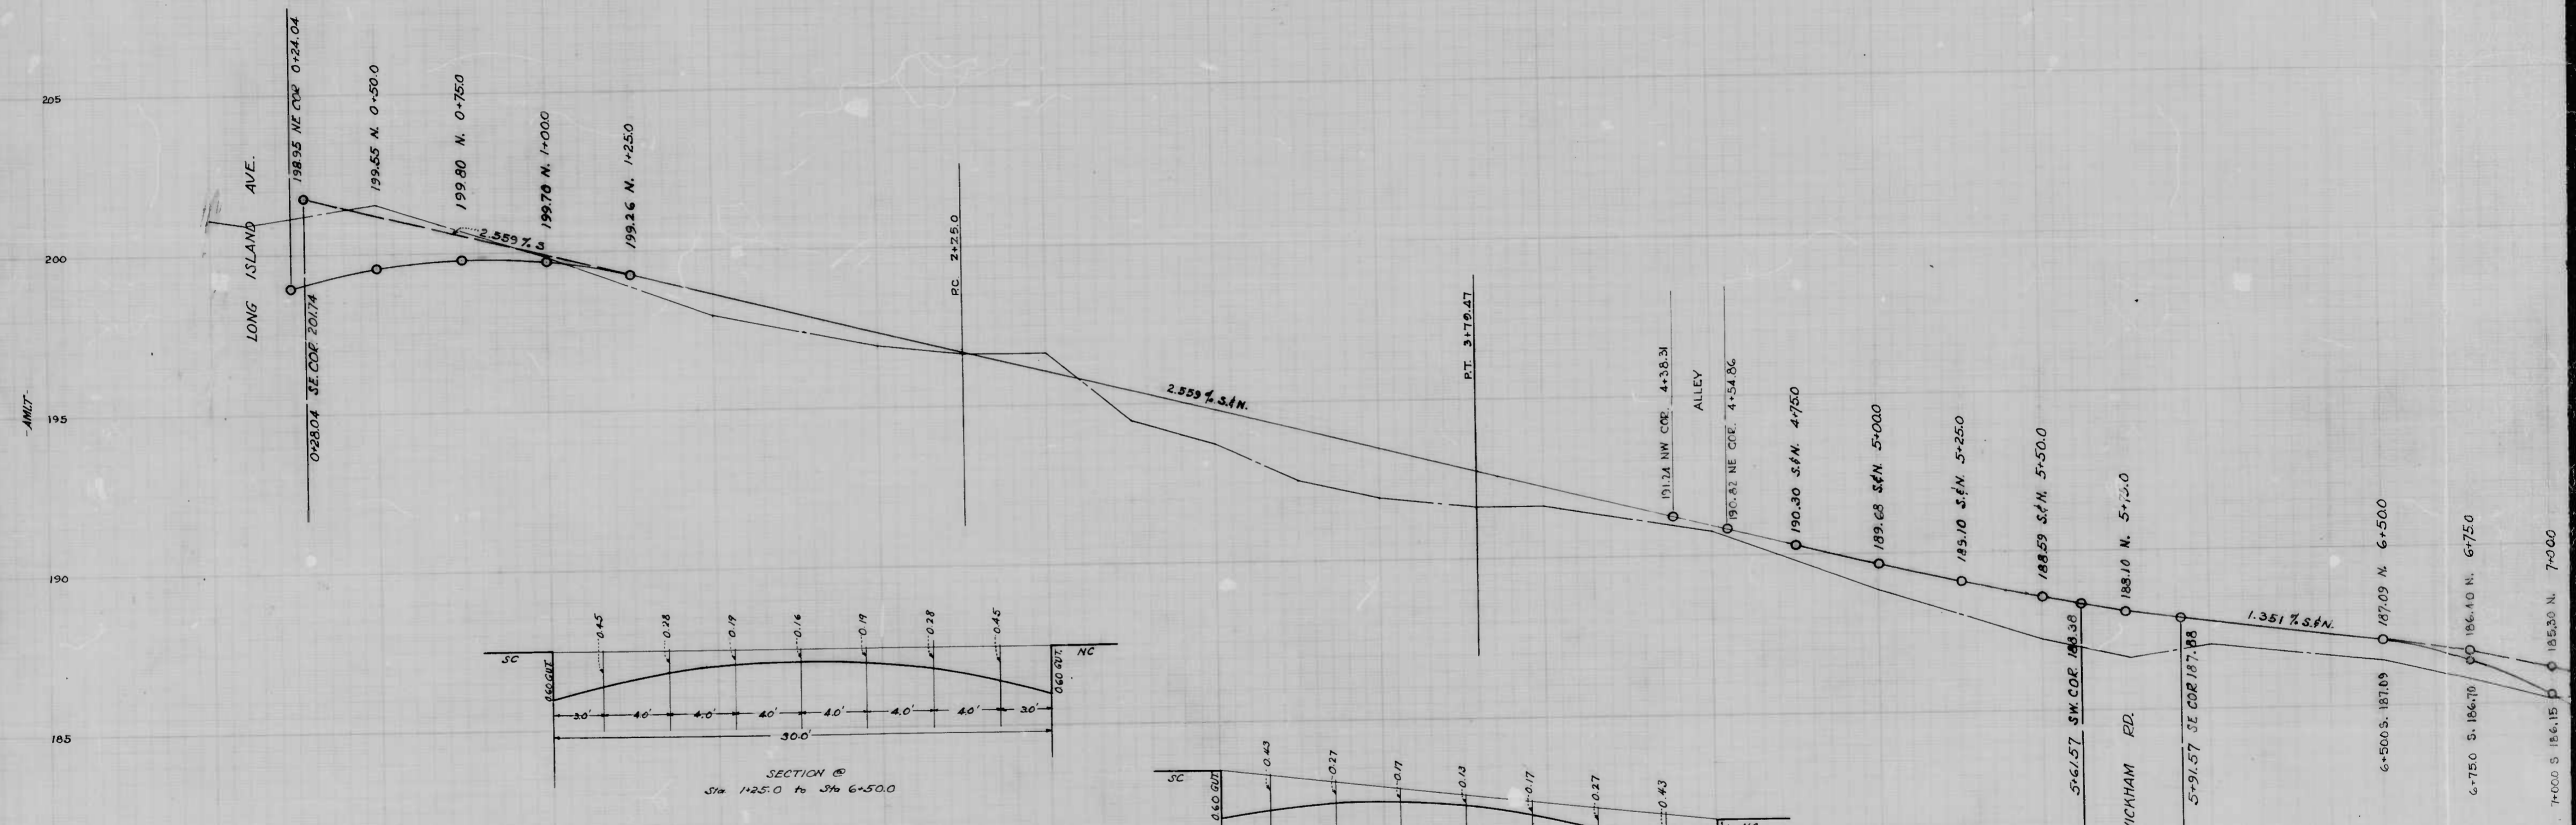 205
200
195
190
185
-AMLT-
LONG ISLAND AVE.
198.95 NE COR 0+24.04
0+28.04 SE.COR. 201.74
199.55 N. 0+50.0
199.80 N. 0+75.0
199.70 N. 1+00.0
199.26 N. 1+25.0
2.559 % S
P.C. 2+25.0
2.559 % S.&N.
P.T. 3+79.47
191.24 NW COR. 4+38.31
ALLEY
190.82 NE COR. 4+54.86
190.30 S.&N. 4+75.0
189.68 S.&N. 5+00.0
189.10 S.&N. 5+25.0
188.59 S.&N. 5+50.0
5+61.57 SW. COR. 188.38
188.10 N. 5+75.0
RD.
5+91.57 SE COR 187.88
1.351 % S.&N.
187.09 N. 6+50.0
6+50.0 S. 187.09
186.40 N. 6+75.0
6+75.0 S. 186.70
185.30 N. 7+00.0
7+00.0 S 186.15
SC
0.60 GUT.
0.45
0.28
0.19
0.16
0.19
0.28
0.45
0.60 GUT.
NC
3.0' 4.0' 4.0' 4.0' 4.0' 4.0' 4.0' 3.0'
30.0'
SECTION @
Sta 1+25.0 to Sta 6+50.0
SC
0.60 GUT.
0.43
0.27
0.17
0.13
0.17
0.27
0.43